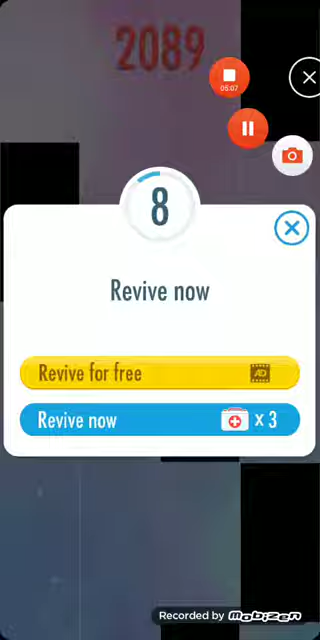 2089
05:07
8
Revive now
Revive for free AD
Revive now x 3
Recorded by mobizen